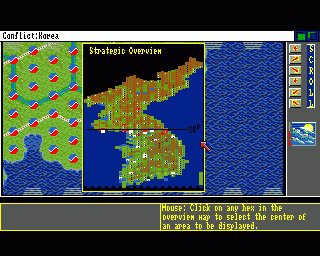 Conflict:Korea
Strategic Overview
S
C
R
O
L
L
38°
Mouse: Click on any hex in the
overview map to select the center of
an area to be displayed.